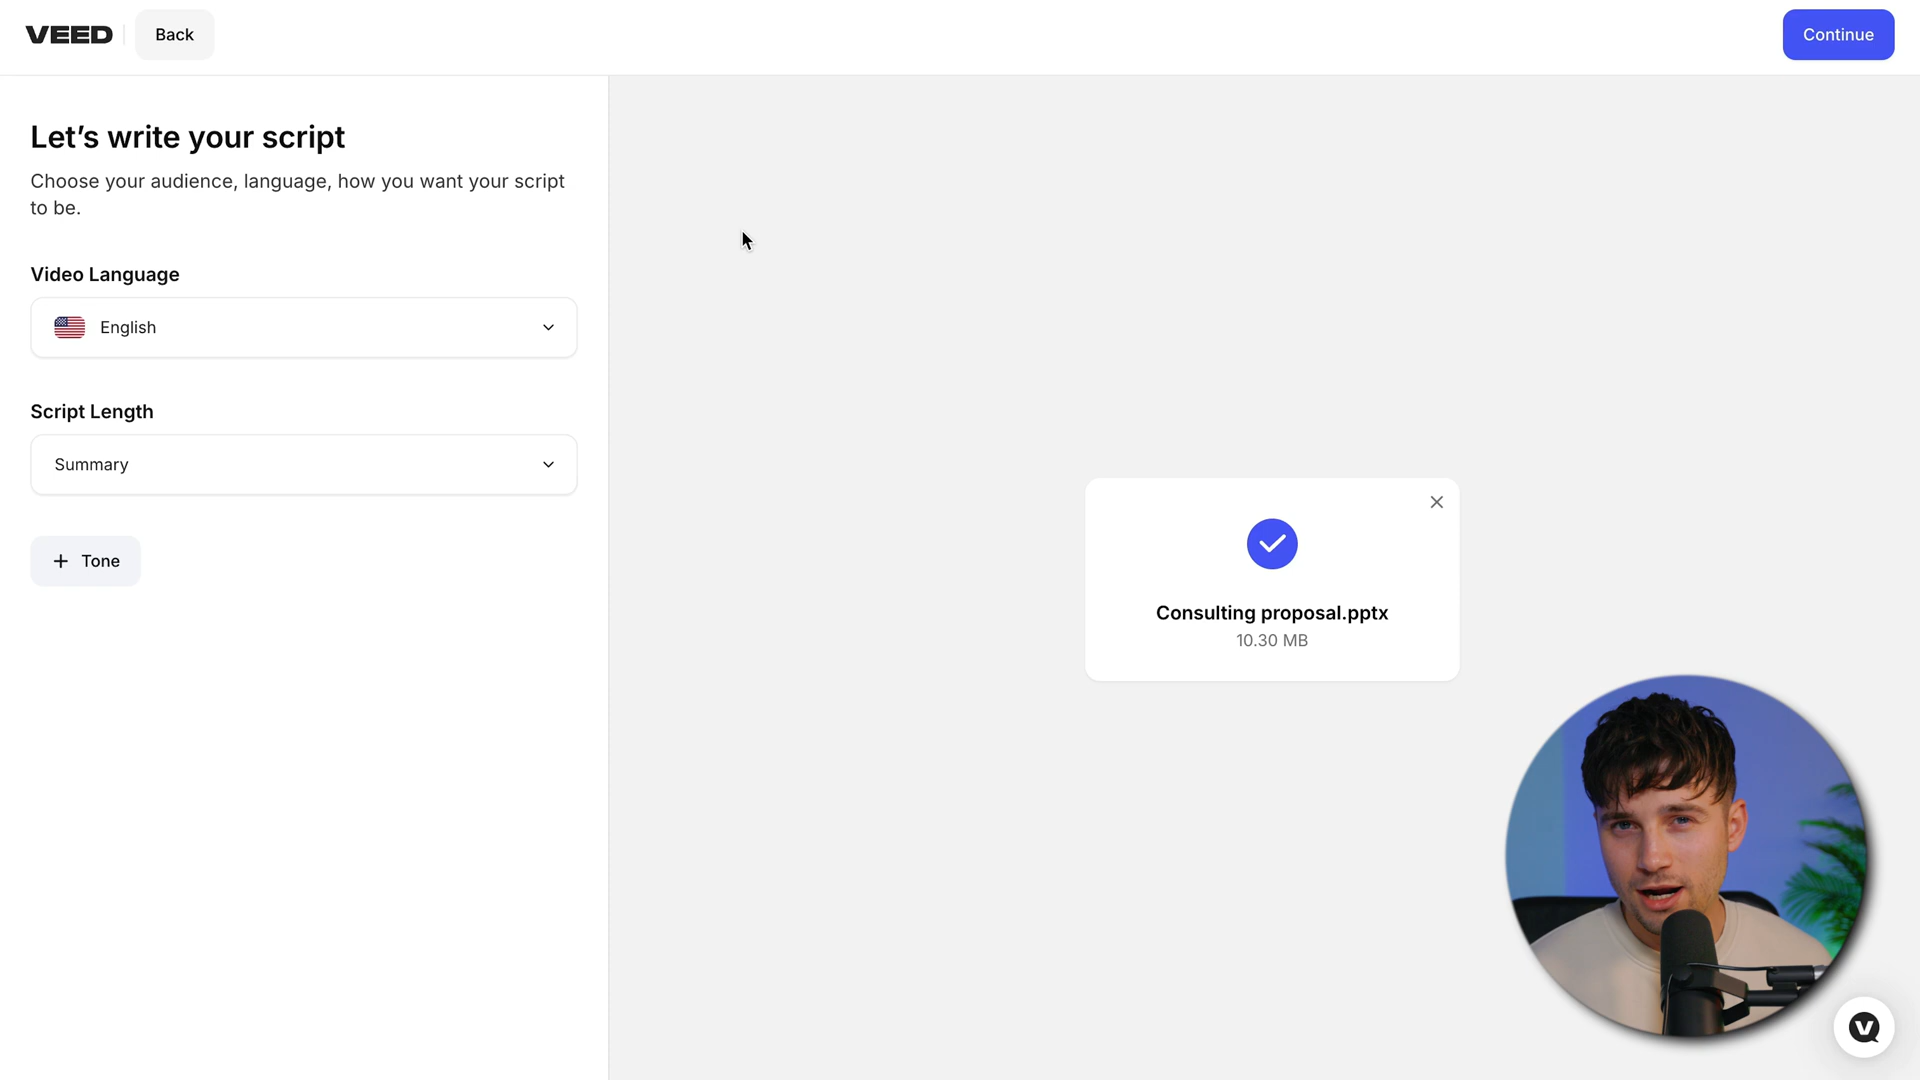 VEED
Back
Continue
Let’s write your script
Choose your audience, language, how you want your script
to be.
Video Language
English
Script Length
Summary
+ Tone
Consulting proposal.pptx
10.30 MB